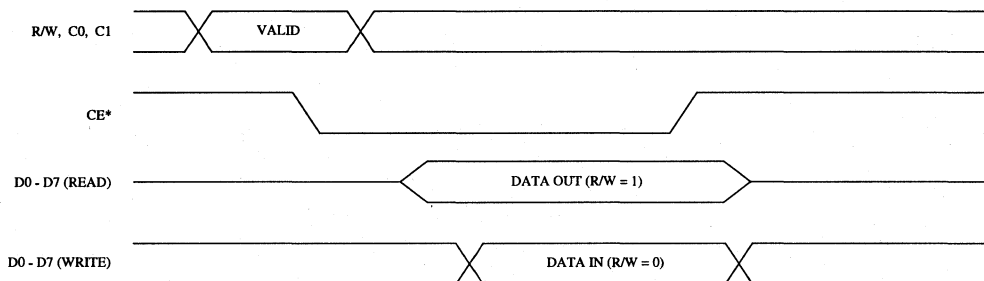 R/W, C0, C1 VALID
CE*
D0 - D7 (READ) DATA OUT (R/W = 1)
D0 - D7 (WRITE) DATA IN (R/W = 0)